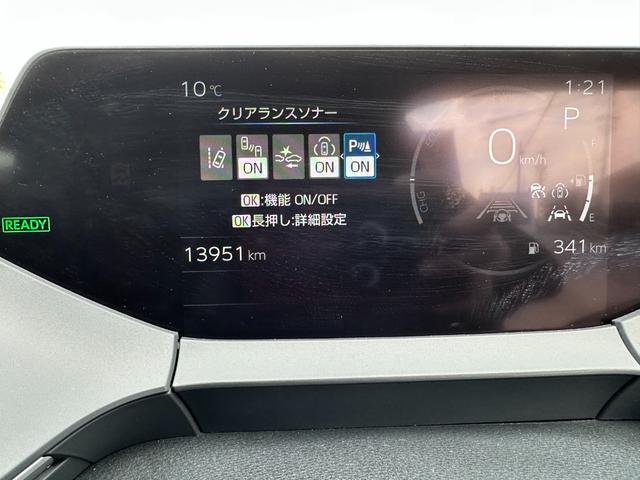 10℃
1:21
クリアランスソナー
P
ON
ON
P
ON
0 km/h
F
CHG
E
OK:機能 ON/OFF
OK長押し:詳細設定
READY
13951 km
341 km